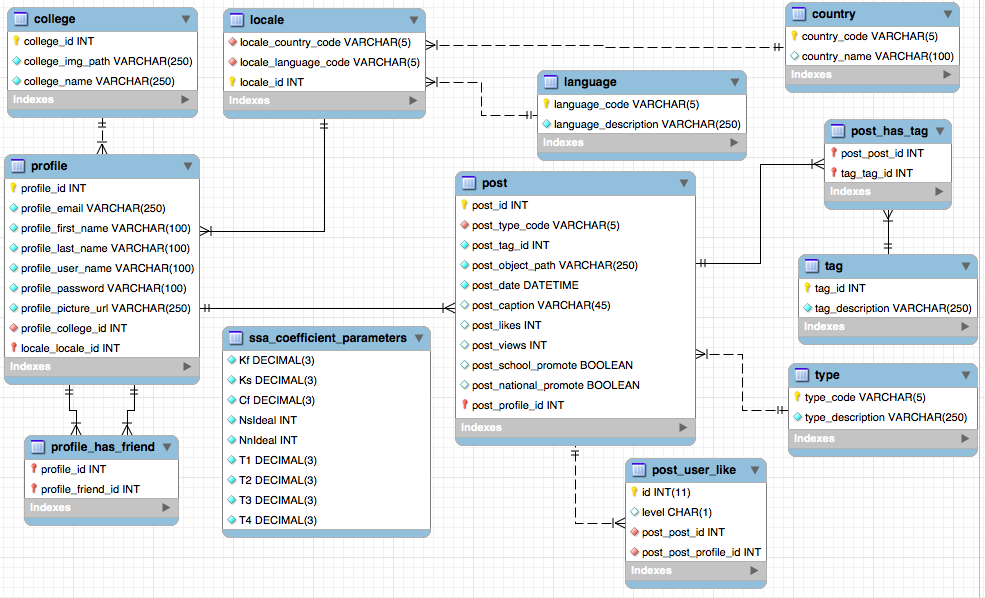 college
college_id INT
college_img_path VARCHAR(250)
college_name VARCHAR(250)
Indexes
locale
locale_country_code VARCHAR(5)
locale_language_code VARCHAR(5)
locale_id INT
Indexes
country
country_code VARCHAR(5)
country_name VARCHAR(100)
Indexes
language
language_code VARCHAR(5)
language_description VARCHAR(250)
Indexes
post_has_tag
post_post_id INT
tag_tag_id INT
Indexes
profile
profile_id INT
profile_email VARCHAR(250)
profile_first_name VARCHAR(100)
profile_last_name VARCHAR(100)
profile_user_name VARCHAR(100)
profile_password VARCHAR(100)
profile_picture_url VARCHAR(250)
profile_college_id INT
locale_locale_id INT
Indexes
post
post_id INT
post_type_code VARCHAR(5)
post_tag_id INT
post_object_path VARCHAR(250)
post_date DATETIME
post_caption VARCHAR(45)
post_likes INT
post_views INT
post_school_promote BOOLEAN
post_national_promote BOOLEAN
post_profile_id INT
Indexes
tag
tag_id INT
tag_description VARCHAR(250)
Indexes
ssa_coefficient_parameters
Kf DECIMAL(3)
Ks DECIMAL(3)
Cf DECIMAL(3)
NsIdeal INT
NnIdeal INT
T1 DECIMAL(3)
T2 DECIMAL(3)
T3 DECIMAL(3)
T4 DECIMAL(3)
type
type_code VARCHAR(5)
type_description VARCHAR(250)
Indexes
profile_has_friend
profile_id INT
profile_friend_id INT
Indexes
post_user_like
id INT(11)
level CHAR(1)
post_post_id INT
post_post_profile_id INT
Indexes